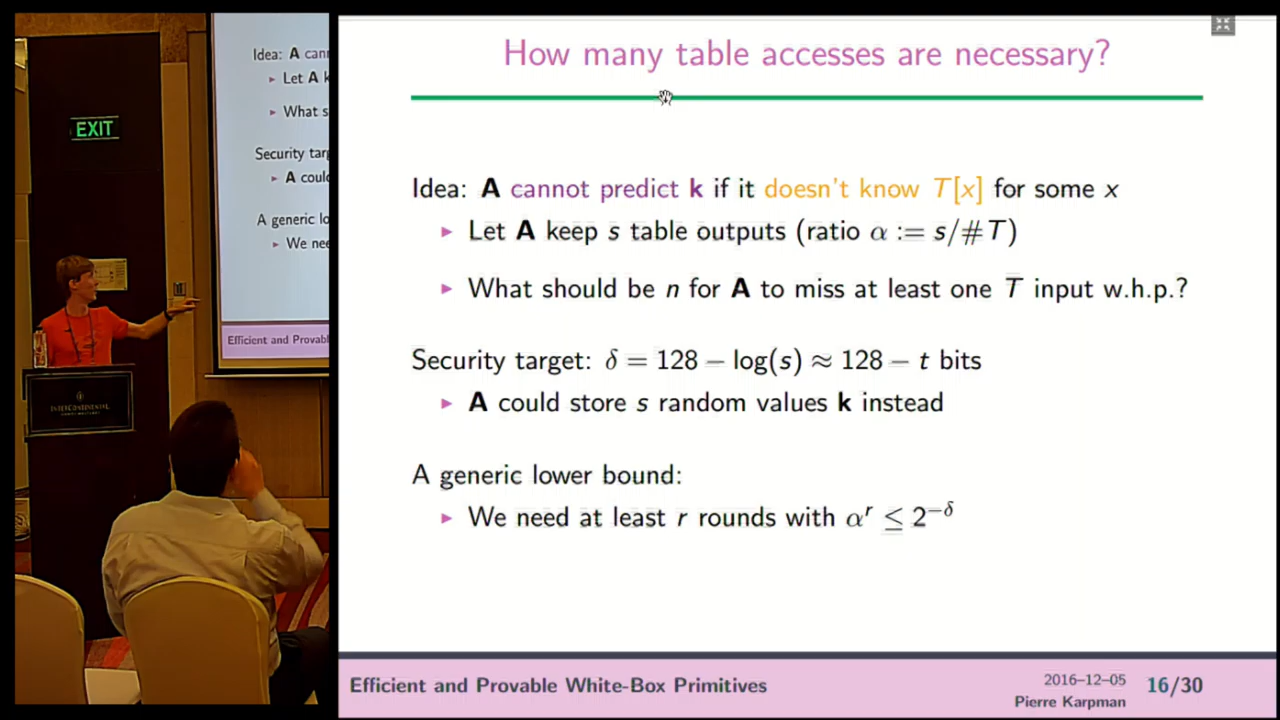 EXIT
Idea: A can
▸ Let A k
▸ What s
Security targ
▸ A coul
A generic lo
▸ We nee
Efficient and Provab
INTERCONTINENTAL
How many table accesses are necessary?
Idea: A cannot predict k if it doesn't know T[x] for some x
▸ Let A keep s table outputs (ratio α := s/#T)
▸ What should be n for A to miss at least one T input w.h.p.?
Security target: δ = 128 − log(s) ≈ 128 − t bits
▸ A could store s random values k instead
A generic lower bound:
▸ We need at least r rounds with α^r ≤ 2^−δ
Efficient and Provable White-Box Primitives
2016–12–05
Pierre Karpman
16/30